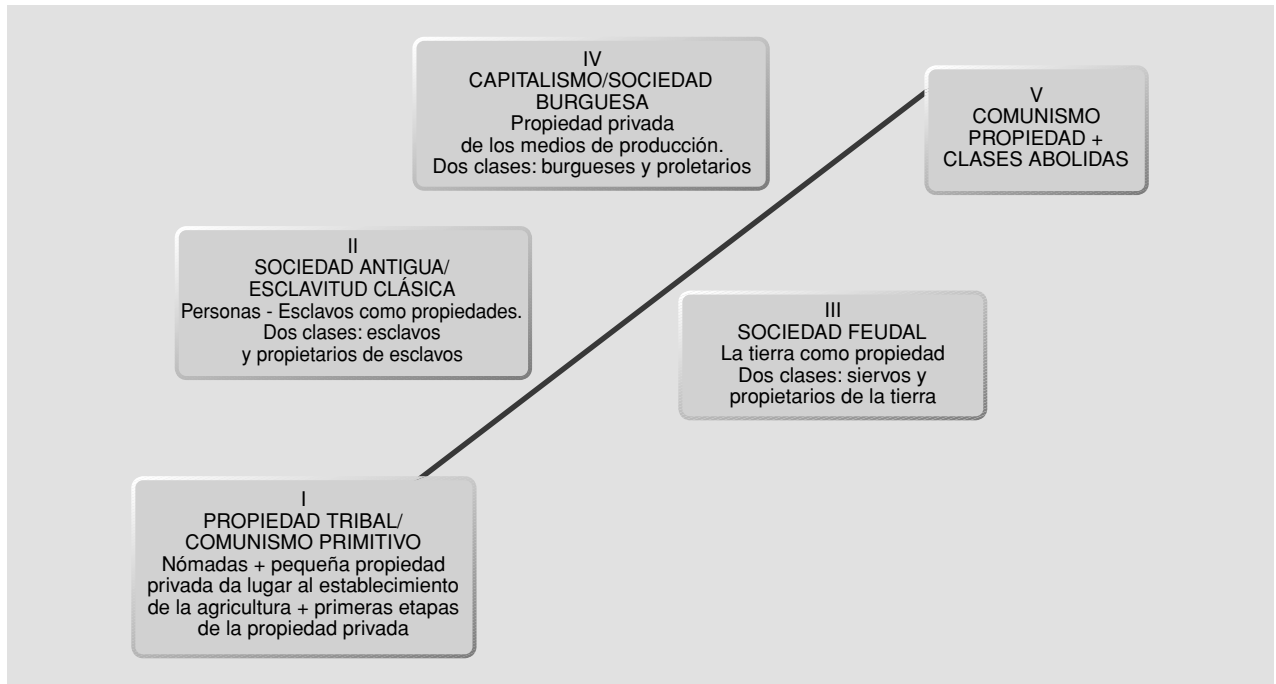 IV
CAPITALISMO/SOCIEDAD
BURGUESA
Propiedad privada
de los medios de producción.
Dos clases: burgueses y proletarios
V
COMUNISMO
PROPIEDAD +
CLASES ABOLIDAS
II
SOCIEDAD ANTIGUA/
ESCLAVITUD CLÁSICA
Personas - Esclavos como propiedades.
Dos clases: esclavos
y propietarios de esclavos
III
SOCIEDAD FEUDAL
La tierra como propiedad
Dos clases: siervos y
propietarios de la tierra
I
PROPIEDAD TRIBAL/
COMUNISMO PRIMITIVO
Nómadas + pequeña propiedad
privada da lugar al establecimiento
de la agricultura + primeras etapas
de la propiedad privada